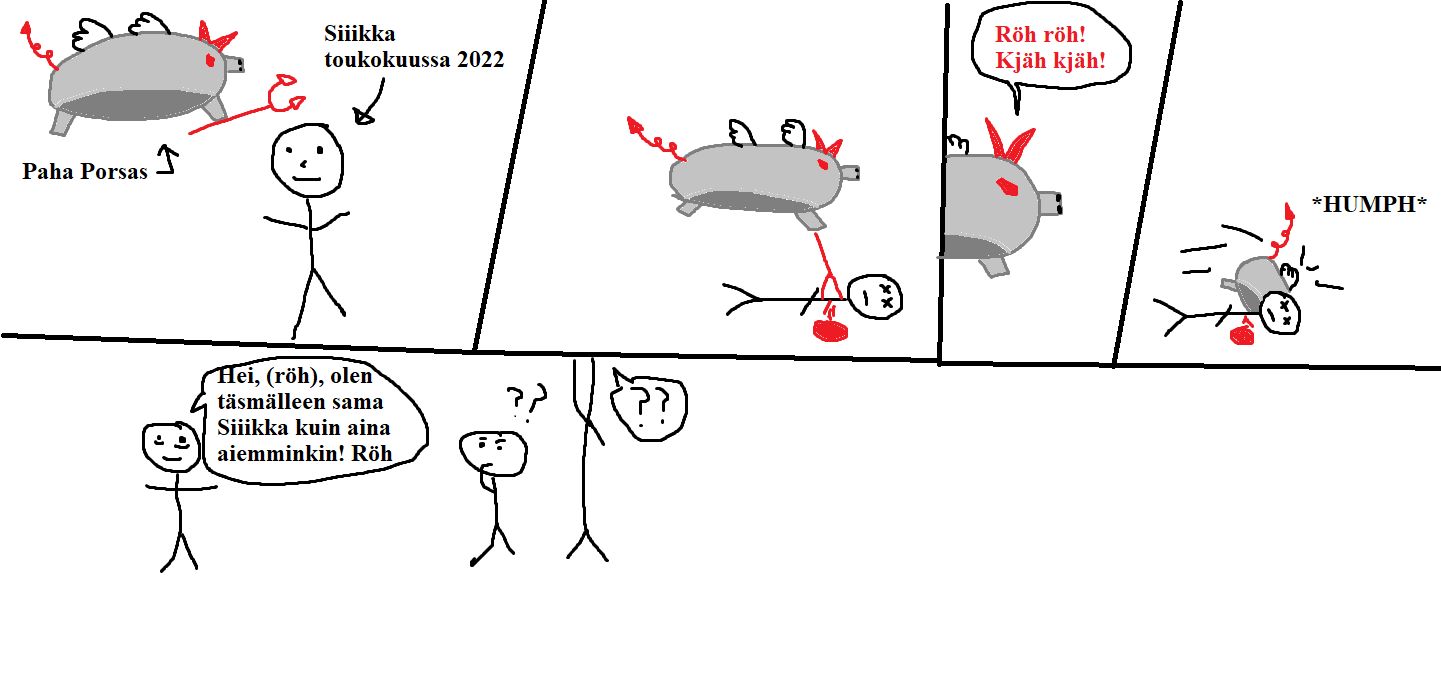 Siiikka
toukokuussa 2022
Paha Porsas
Röh röh!
Kjäh kjäh!
*HUMPH*
Hei, (röh), olen
täsmälleen sama
Siiikka kuin aina
aiemminkin! Röh
??
??